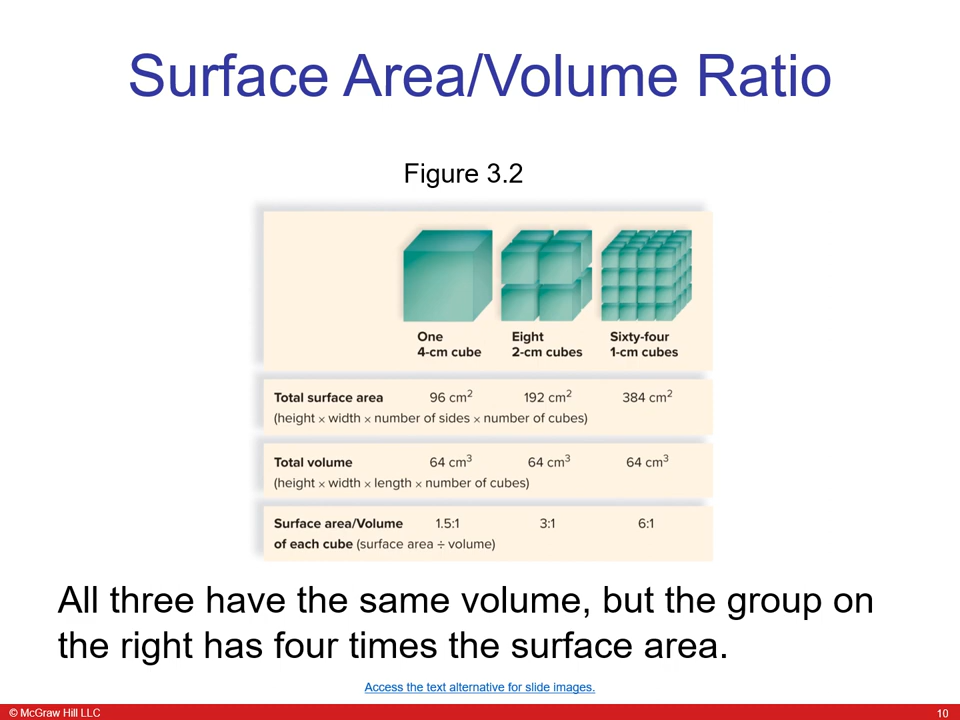 Surface Area/Volume Ratio
Figure 3.2
One Eight Sixty-four
4-cm cube 2-cm cubes 1-cm cubes
Total surface area 96 cm² 192 cm² 384 cm²
(height × width × number of sides × number of cubes)
Total volume 64 cm³ 64 cm³ 64 cm³
(height × width × length × number of cubes)
Surface area/Volume 1.5:1 3:1 6:1
of each cube (surface area ÷ volume)
All three have the same volume, but the group on
the right has four times the surface area.
Access the text alternative for slide images.
© McGraw Hill LLC 10